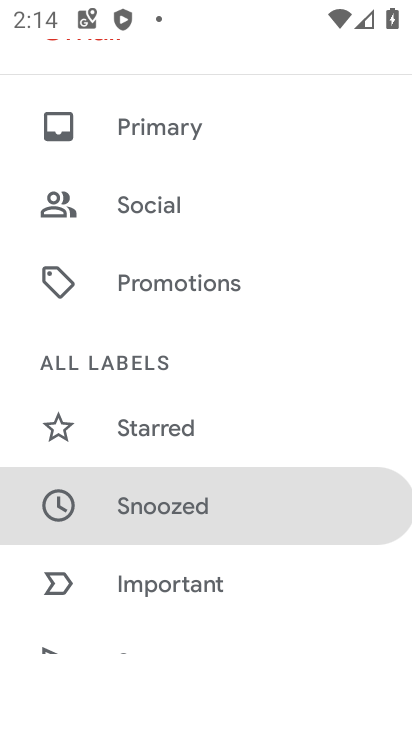 2:14
Primary
Social
Promotions
ALL LABELS
Starred
Snoozed
Important